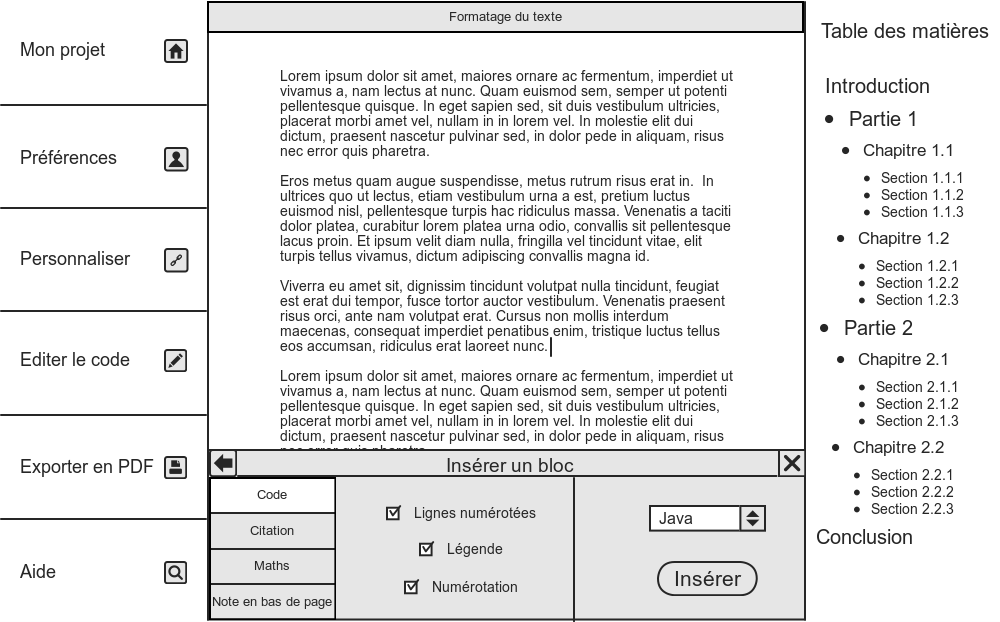 Mon projet
Préférences
Personnaliser
Editer le code
Exporter en PDF
Aide
Formatage du texte
Lorem ipsum dolor sit amet, maiores ornare ac fermentum, imperdiet ut
vivamus a, nam lectus at nunc. Quam euismod sem, semper ut potenti
pellentesque quisque. In eget sapien sed, sit duis vestibulum ultricies,
placerat morbi amet vel, nullam in in lorem vel. In molestie elit dui
dictum, praesent nascetur pulvinar sed, in dolor pede in aliquam, risus
nec error quis pharetra.
Eros metus quam augue suspendisse, metus rutrum risus erat in.  In
ultrices quo ut lectus, etiam vestibulum urna a est, pretium luctus
euismod nisl, pellentesque turpis hac ridiculus massa. Venenatis a taciti
dolor platea, curabitur lorem platea urna odio, convallis sit pellentesque
lacus proin. Et ipsum velit diam nulla, fringilla vel tincidunt vitae, elit
turpis tellus vivamus, dictum adipiscing convallis magna id.
Viverra eu amet sit, dignissim tincidunt volutpat nulla tincidunt, feugiat
est erat dui tempor, fusce tortor auctor vestibulum. Venenatis praesent
risus orci, ante nam volutpat erat. Cursus non mollis interdum
maecenas, consequat imperdiet penatibus enim, tristique luctus tellus
eos accumsan, ridiculus erat laoreet nunc.
Lorem ipsum dolor sit amet, maiores ornare ac fermentum, imperdiet ut
vivamus a, nam lectus at nunc. Quam euismod sem, semper ut potenti
pellentesque quisque. In eget sapien sed, sit duis vestibulum ultricies,
placerat morbi amet vel, nullam in in lorem vel. In molestie elit dui
dictum, praesent nascetur pulvinar sed, in dolor pede in aliquam, risus
Insérer un bloc
Code
Citation
Maths
Note en bas de page
Lignes numérotées
Légende
Numérotation
Java
Insérer
Table des matières
Introduction
Partie 1
Chapitre 1.1
Section 1.1.1
Section 1.1.2
Section 1.1.3
Chapitre 1.2
Section 1.2.1
Section 1.2.2
Section 1.2.3
Partie 2
Chapitre 2.1
Section 2.1.1
Section 2.1.2
Section 2.1.3
Chapitre 2.2
Section 2.2.1
Section 2.2.2
Section 2.2.3
Conclusion